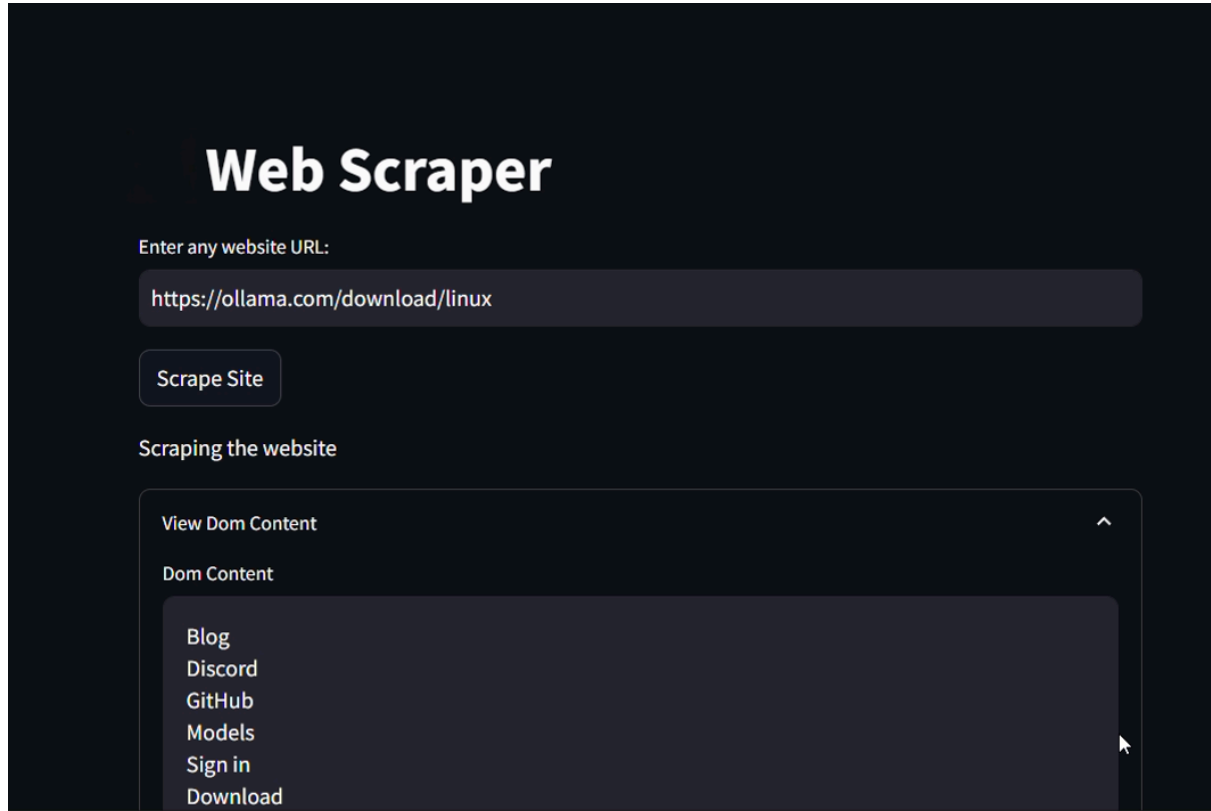 Web Scraper
Enter any website URL:
https://ollama.com/download/linux
Scrape Site
Scraping the website
View Dom Content
Dom Content
Blog
Discord
GitHub
Models
Sign in
Download